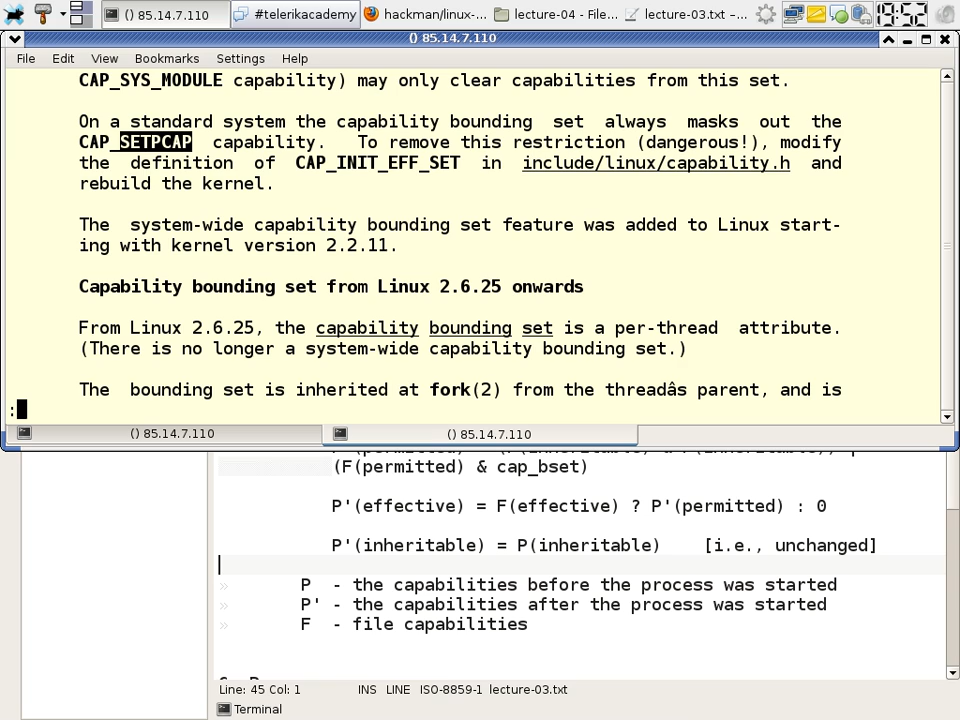 () 85.14.7.110
#telerikacademy
hackman/linux-...
lecture-04 - File...
lecture-03.txt –...
19:52
() 85.14.7.110
File Edit View Bookmarks Settings Help
CAP_SYS_MODULE capability) may only clear capabilities from this set.
On a standard system the capability bounding set always masks out the
CAP_SETPCAP capability. To remove this restriction (dangerous!), modify
the definition of CAP_INIT_EFF_SET in include/linux/capability.h and
rebuild the kernel.
The system-wide capability bounding set feature was added to Linux start-
ing with kernel version 2.2.11.
Capability bounding set from Linux 2.6.25 onwards
From Linux 2.6.25, the capability bounding set is a per-thread attribute.
(There is no longer a system-wide capability bounding set.)
The bounding set is inherited at fork(2) from the threadâs parent, and is
:
() 85.14.7.110 () 85.14.7.110
(F(permitted) & cap_bset)
P'(effective) = F(effective) ? P'(permitted) : 0
P'(inheritable) = P(inheritable) [i.e., unchanged]
» P - the capabilities before the process was started
» P' - the capabilities after the process was started
» F - file capabilities
Line: 45 Col: 1 INS LINE ISO-8859-1 lecture-03.txt
Terminal